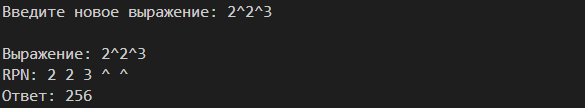 Введите новое выражение: 2^2^3
Выражение: 2^2^3
RPN: 2 2 3 ^ ^
Ответ: 256